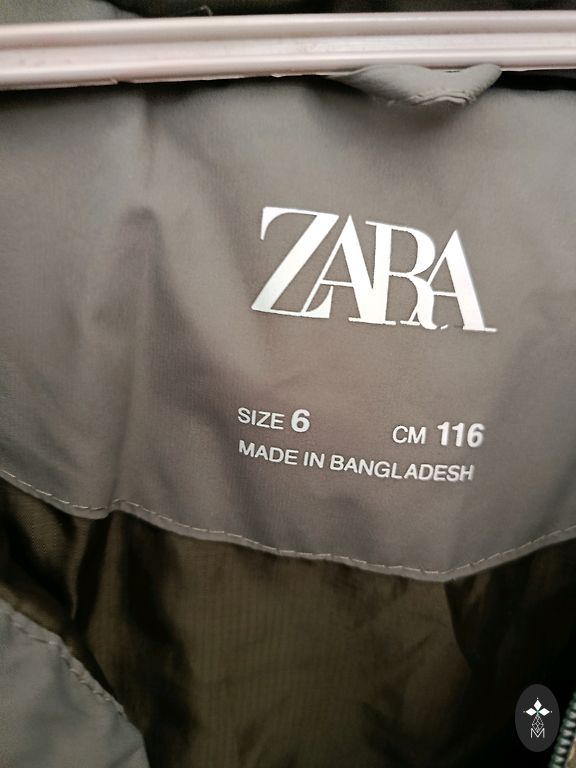 ZARA
SIZE 6 CM 116
MADE IN BANGLADESH
M